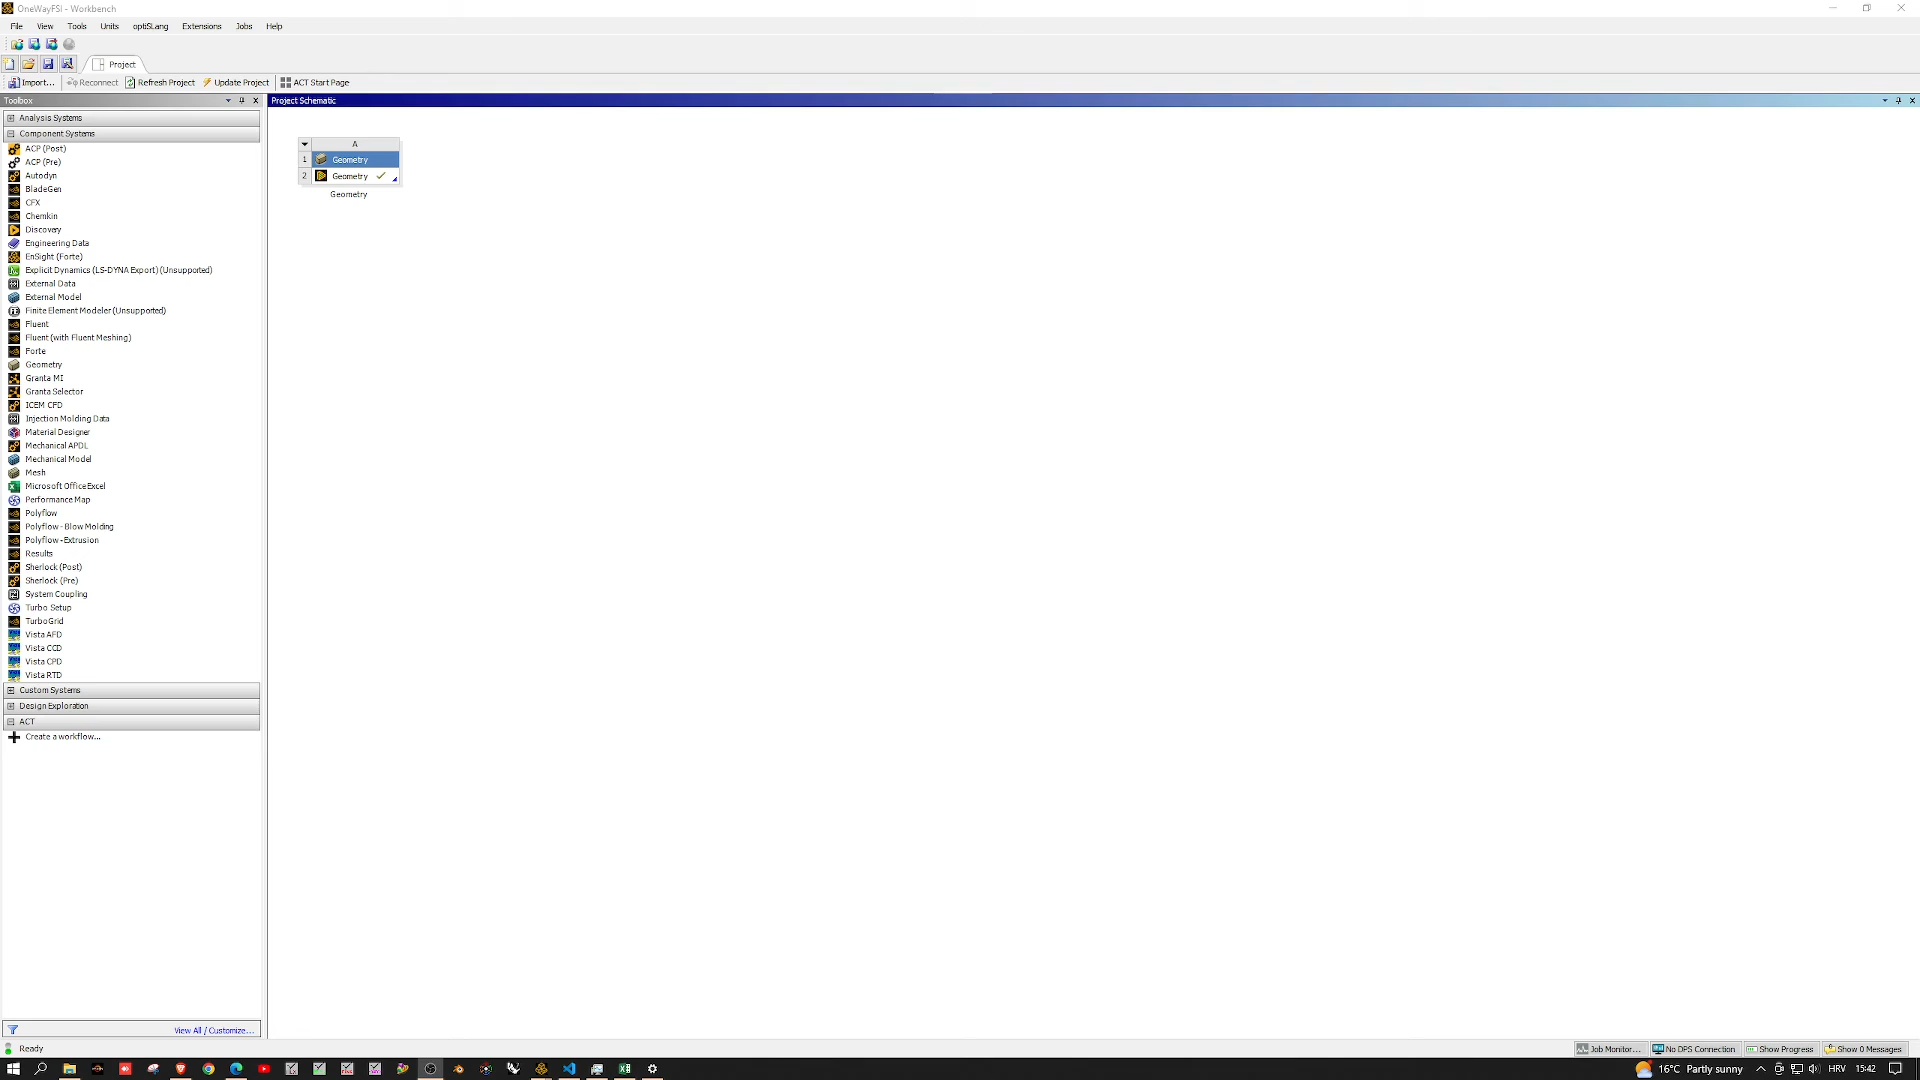 OneWayFSI - Workbench
File View Tools Units optiSLang Extensions Jobs Help
Project
Import... Reconnect Refresh Project Update Project ACT Start Page
Toolbox
Project Schematic
Analysis Systems
Component Systems
ACP (Post)
ACP (Pre)
Autodyn
BladeGen
CFX
Chemkin
Discovery
Engineering Data
EnSight (Forte)
Explicit Dynamics (LS-DYNA Export) (Unsupported)
External Data
External Model
Finite Element Modeler (Unsupported)
Fluent
Fluent (with Fluent Meshing)
Forte
Geometry
Granta MI
Granta Selector
ICEM CFD
Injection Molding Data
Material Designer
Mechanical APDL
Mechanical Model
Mesh
Microsoft Office Excel
Performance Map
Polyflow
Polyflow - Blow Molding
Polyflow - Extrusion
Results
Sherlock (Post)
Sherlock (Pre)
System Coupling
Turbo Setup
TurboGrid
Vista AFD
Vista CCD
Vista CPD
Vista RTD
Custom Systems
Design Exploration
ACT
Create a workflow...
View All / Customize...
A
1 Geometry
2 Geometry
Geometry
Ready
Job Monitor... No DPS Connection Show Progress Show 0 Messages
16°C Partly sunny HRV 15:42